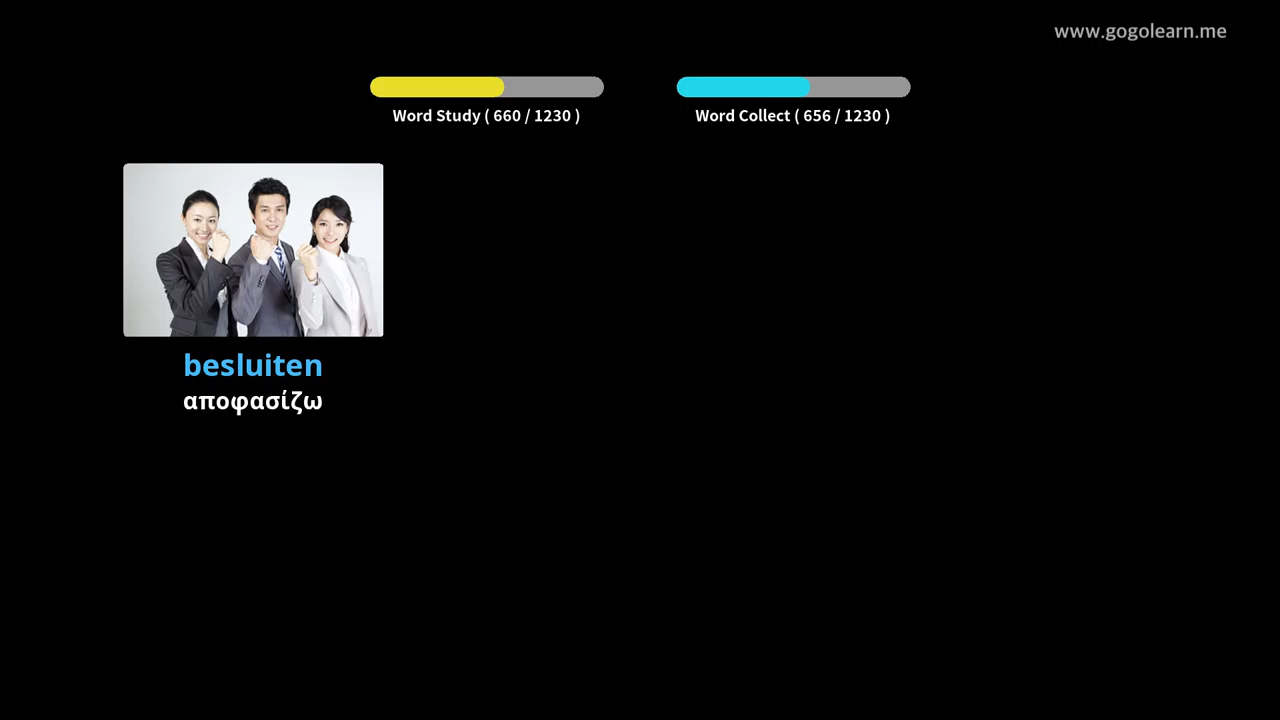 www.gogolearn.me
Word Study ( 660 / 1230 )
Word Collect ( 656 / 1230 )
besluiten
αποφασίζω